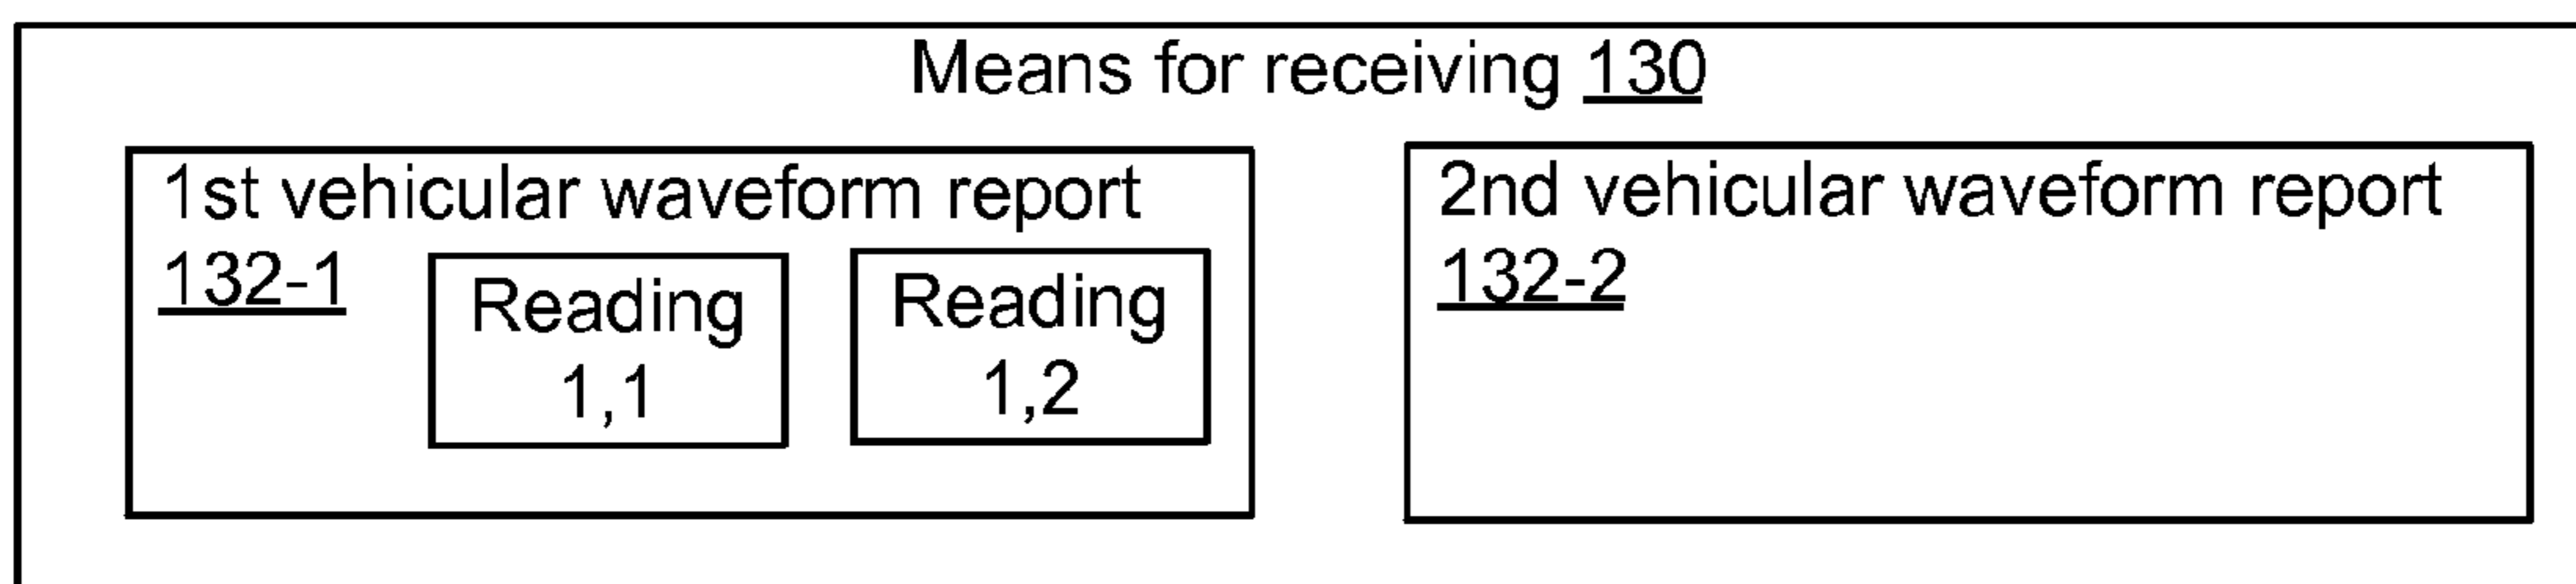 Means for receiving 130
1st vehicular waveform report
132-1
Reading
1,1
Reading
1,2
2nd vehicular waveform report
132-2